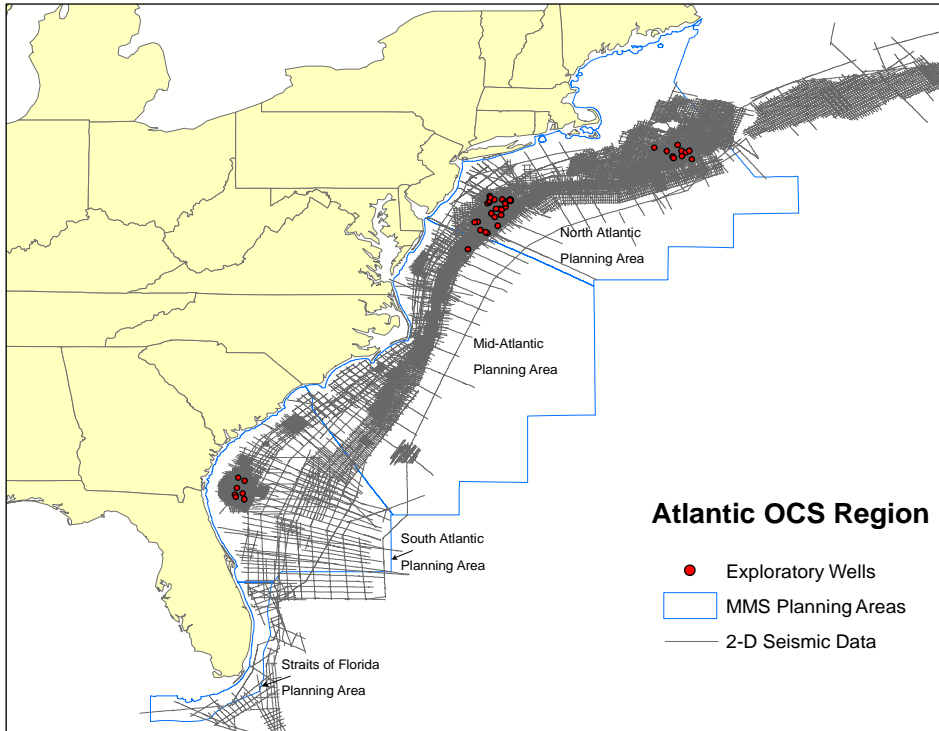 North Atlantic
Planning Area
Mid-Atlantic
Planning Area
South Atlantic
Planning Area
Straits of Florida
Planning Area
Atlantic OCS Region
Exploratory Wells
MMS Planning Areas
2-D Seismic Data